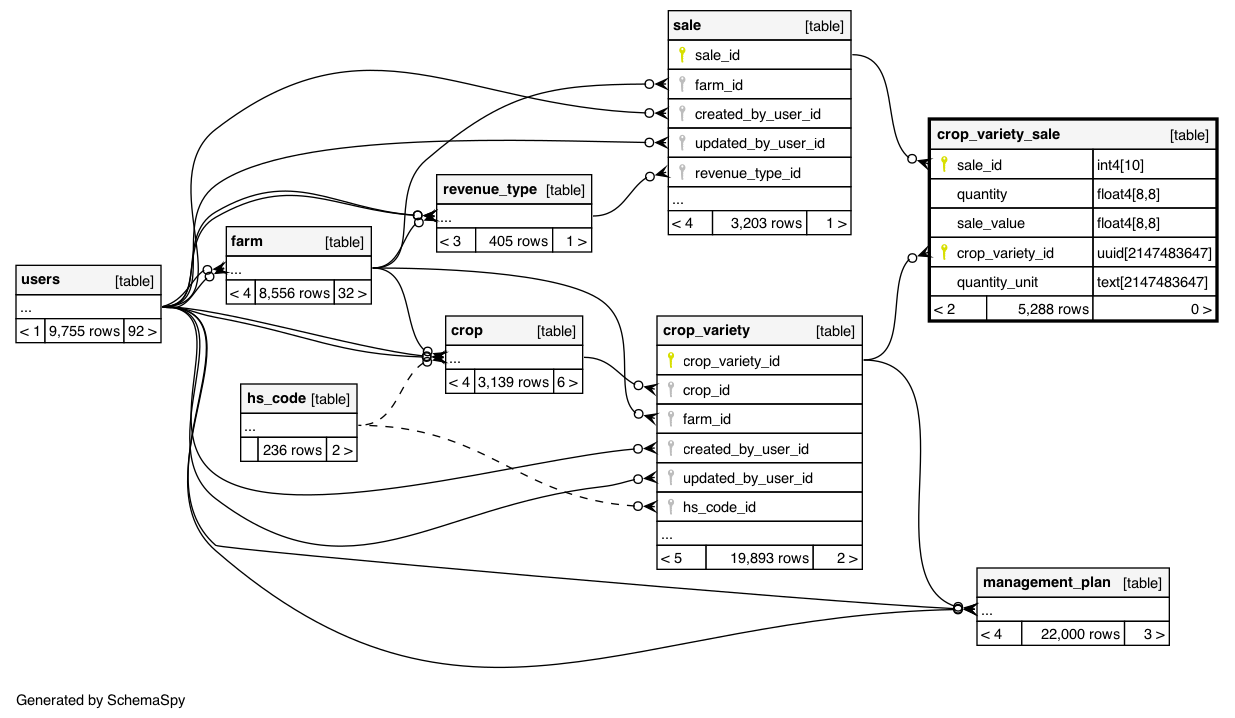 sale [table]
sale_id
farm_id
created_by_user_id
updated_by_user_id
revenue_type_id
...
< 4 3,203 rows 1 >
crop_variety_sale [table]
sale_id int4[10]
quantity float4[8,8]
sale_value float4[8,8]
crop_variety_id uuid[2147483647]
quantity_unit text[2147483647]
< 2 5,288 rows 0 >
revenue_type [table]
...
< 3 405 rows 1 >
farm [table]
...
< 4 8,556 rows 32 >
users [table]
...
< 1 9,755 rows 92 >
crop [table]
...
< 4 3,139 rows 6 >
crop_variety [table]
crop_variety_id
crop_id
farm_id
created_by_user_id
updated_by_user_id
hs_code_id
...
< 5 19,893 rows 2 >
hs_code [table]
...
236 rows 2 >
management_plan [table]
...
< 4 22,000 rows 3 >
Generated by SchemaSpy